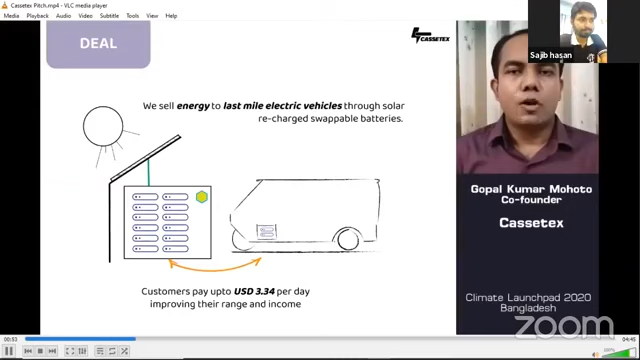 Cassetex Pitch.mp4 - VLC media player
Media Playback Audio Video Subtitle Tools View Help
DEAL
CASSETEX
Sajib hasan
We sell energy to last mile electric vehicles through solar
re-charged swappable batteries.
Gopal Kumar Mohoto
Co-founder
Cassetex
Customers pay upto USD 3.34 per day
improving their range and income
Climate Launchpad 2020
Bangladesh
zoom
00:53
04:45